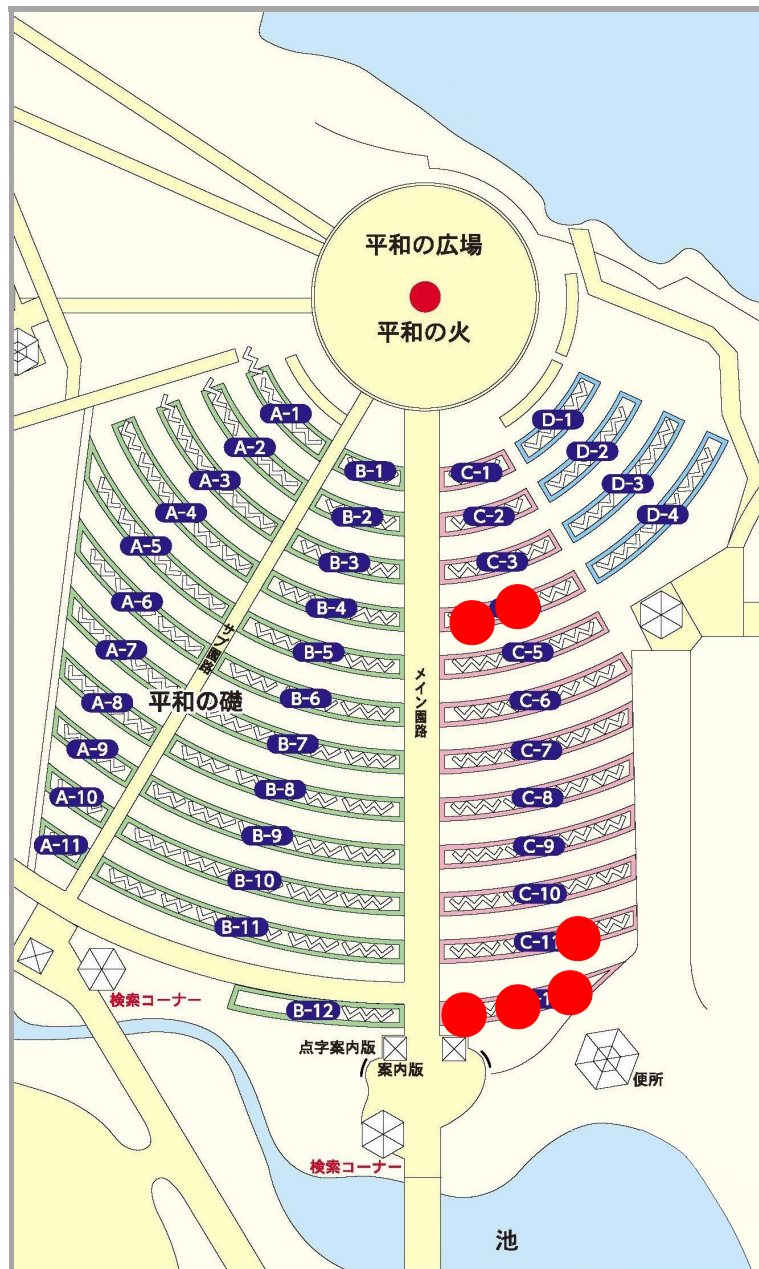 平和の広場
平和の火
A-1
A-2
A-3
A-4
A-5
A-6
A-7
A-8
A-9
A-10
A-11
B-1
B-2
B-3
B-4
B-5
B-6
B-7
B-8
B-9
B-10
B-11
B-12
C-1
C-2
C-3
C-5
C-6
C-7
C-8
C-9
C-10
C-11
D-1
D-2
D-3
D-4
サブ園路
メイン園路
平和の礎
検索コーナー
点字案内版
案内版
便所
検索コーナー
池